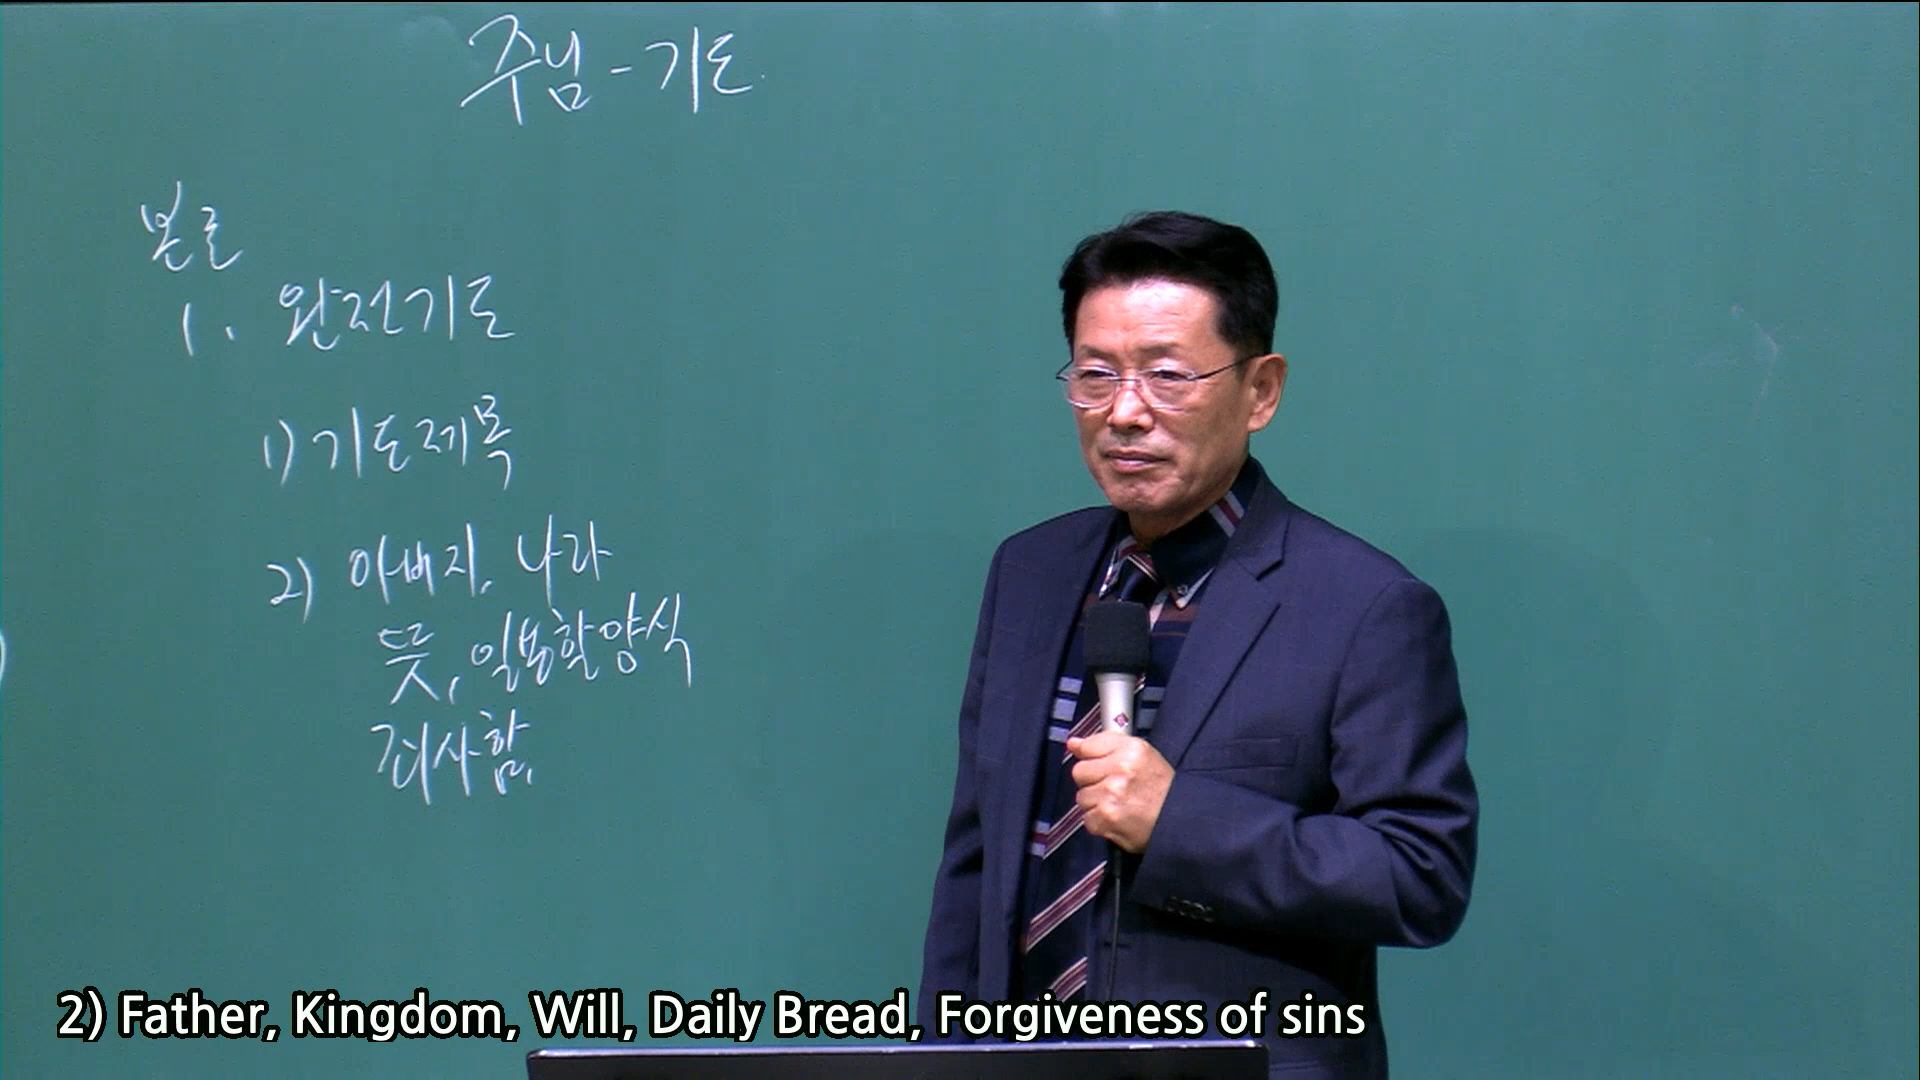 주님-기도
본론
1. 완전기도
1) 기도제목
2) 아버지, 나라
뜻, 일용할양식
죄사함,
2) Father, Kingdom, Will, Daily Bread, Forgiveness of sins